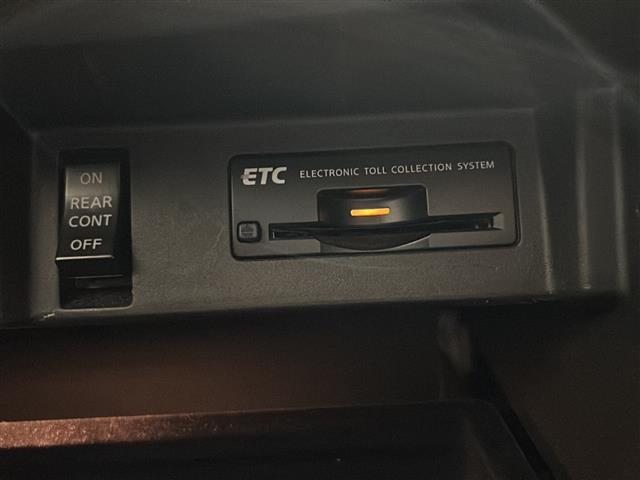 ON
REAR
CONT
OFF
ETC ELECTRONIC TOLL COLLECTION SYSTEM